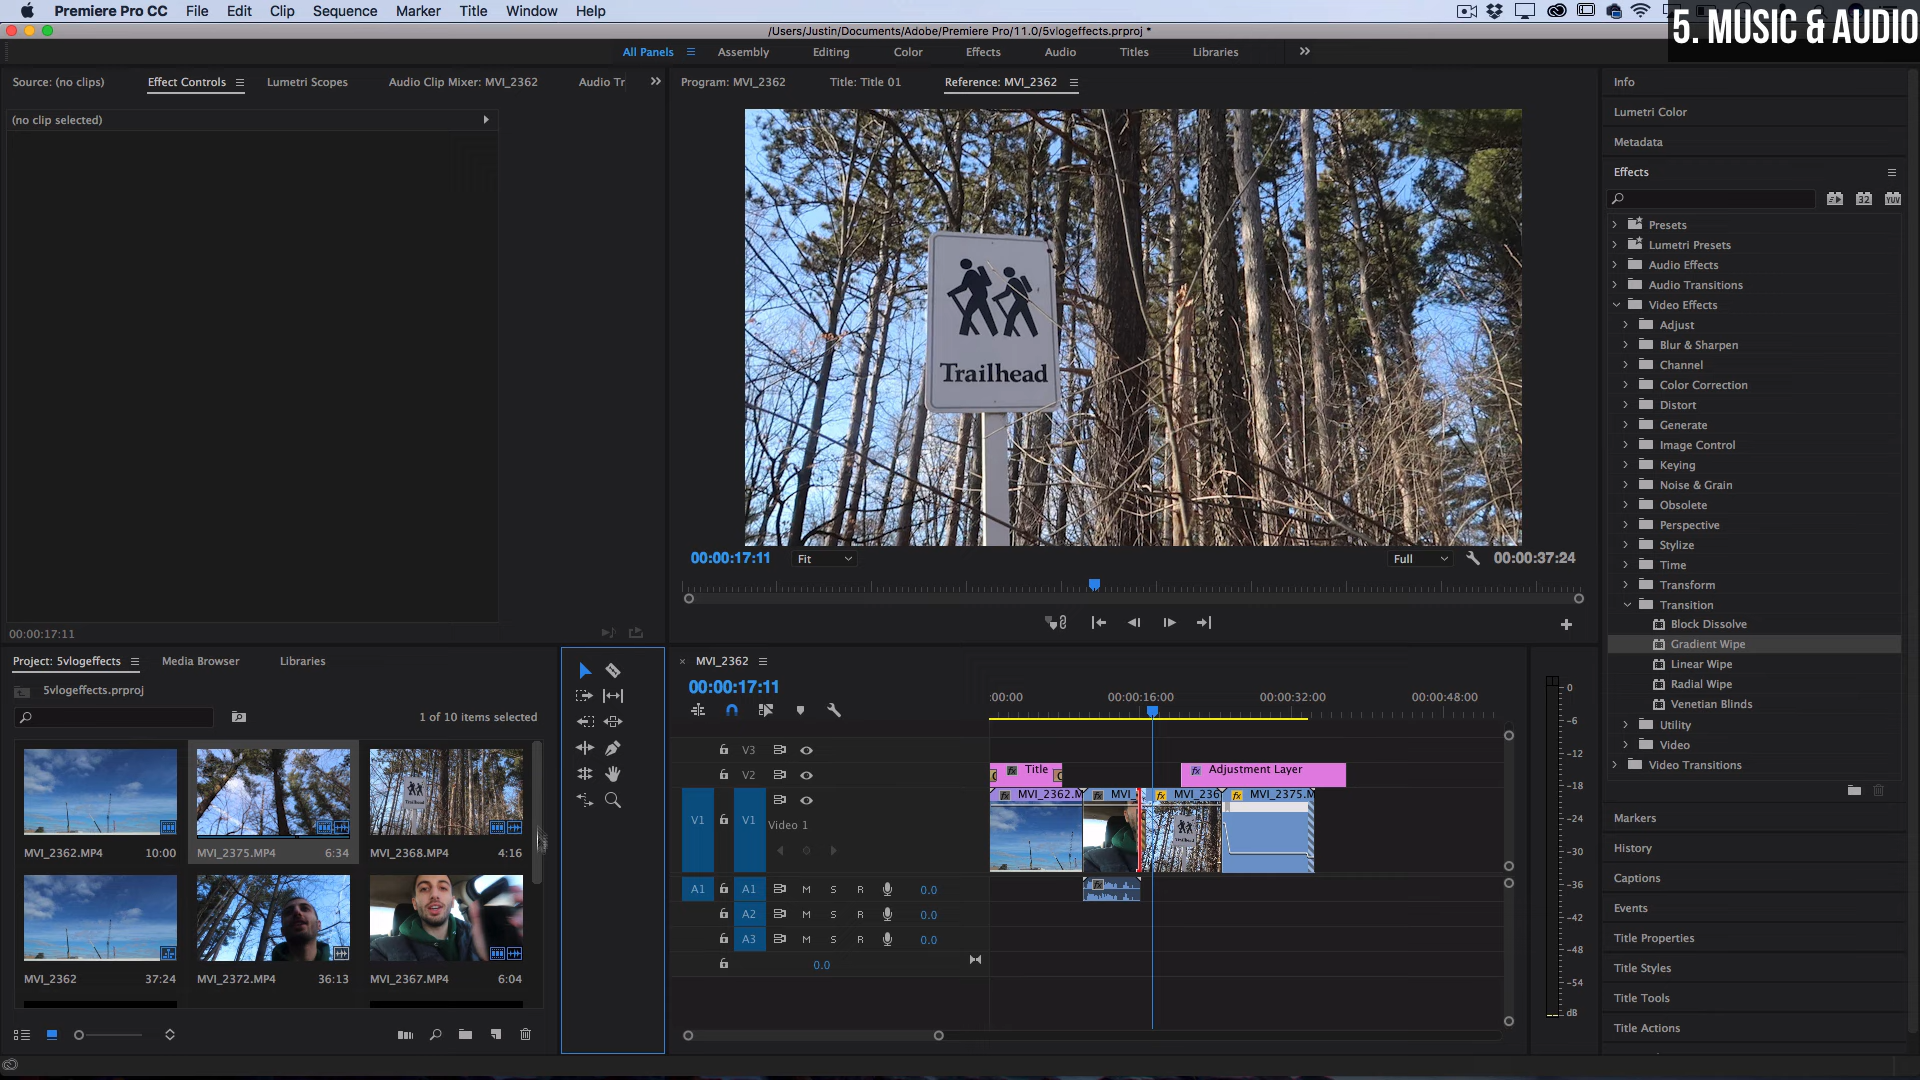 Premiere Pro CC File Edit Clip Sequence Marker Title Window Help
5. MUSIC & AUDIO
/Users/Justin/Documents/Adobe/Premiere Pro/11.0/5vlogeffects.prproj *
All Panels Assembly Editing Color Effects Audio Titles Libraries
Source: (no clips) Effect Controls Lumetri Scopes Audio Clip Mixer: MVI_2362 Audio Tr
(no clip selected)
00:00:17:11
Program: MVI_2362 Title: Title 01 Reference: MVI_2362
Trailhead
00:00:17:11 Fit Full 00:00:37:24
Info
Lumetri Color
Metadata
Effects
32 YUV
Presets
Lumetri Presets
Audio Effects
Audio Transitions
Video Effects
Adjust
Blur & Sharpen
Channel
Color Correction
Distort
Generate
Image Control
Keying
Noise & Grain
Obsolete
Perspective
Stylize
Time
Transform
Transition
Block Dissolve
Gradient Wipe
Linear Wipe
Radial Wipe
Venetian Blinds
Utility
Video
Video Transitions
Markers
History
Captions
Events
Title Properties
Title Styles
Title Tools
Title Actions
Project: 5vlogeffects Media Browser Libraries
5vlogeffects.prproj
1 of 10 items selected
MVI_2362.MP4 10:00 MVI_2375.MP4 6:34 MVI_2368.MP4 4:16
MVI_2362 37:24 MVI_2372.MP4 36:13 MVI_2367.MP4 6:04
MVI_2362
00:00:17:11
:00:00 00:00:16:00 00:00:32:00 00:00:48:00
V3
V2 fx Title fx Adjustment Layer
V1 V1 Video 1 fx MVI_2362.M fx MVI_ fx MVI_236 fx MVI_2375.M
A1 A1 M S R 0.0
A2 M S R 0.0
A3 M S R 0.0
0.0
0
-6
-12
-18
-24
-30
-36
-42
-48
-54
dB